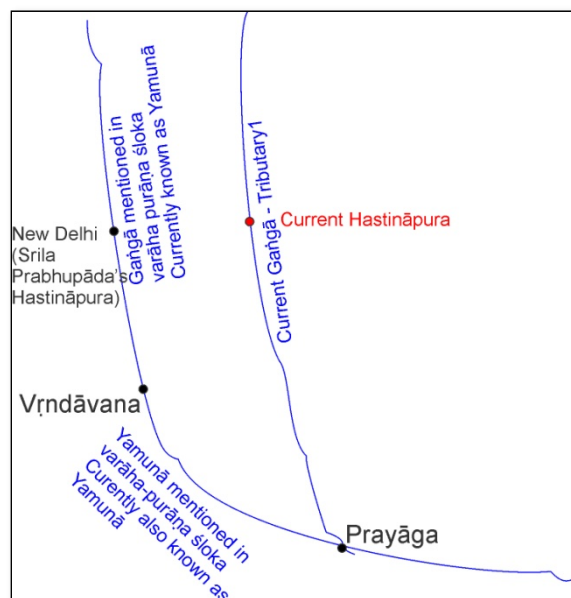 Gaṅgā mentioned in
varāha purāṇa śloka
Currently known as Yamunā
Current Gaṅgā - Tributary1
Current Hastināpura
New Delhi
(Srila
Prabhupāda's
Hastināpura)
Vṛndāvana
Yamunā mentioned in
varāha-purāṇa śloka
Curently also known as
Yamunā
Prayāga